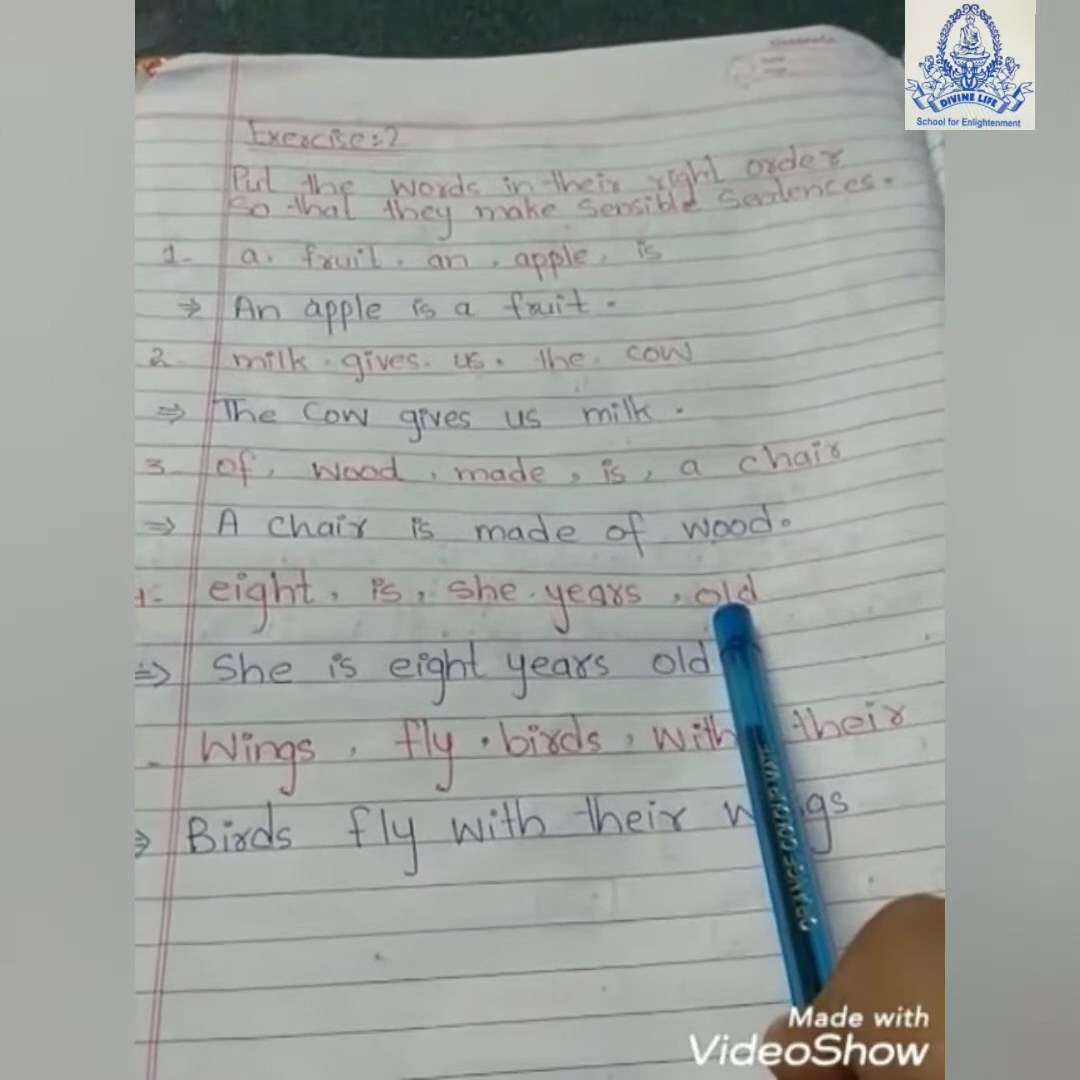 DIVINE LIFE
School for Enlightenment
Exercise:2
Put the words in their right order
So that they make sensible Sentences.
1. a. fruit. an. apple, is
⇒ An apple is a fruit.
2. milk. gives. us. the. cow
⇒ The Cow gives us milk.
3. of, wood, made, is, a chair
⇒ A chair is made of wood.
eight, is, she. years, old
⇒ She is eight years old
Wings, fly. birds, with their
⇒ Birds fly with their
Made with
VideoShow